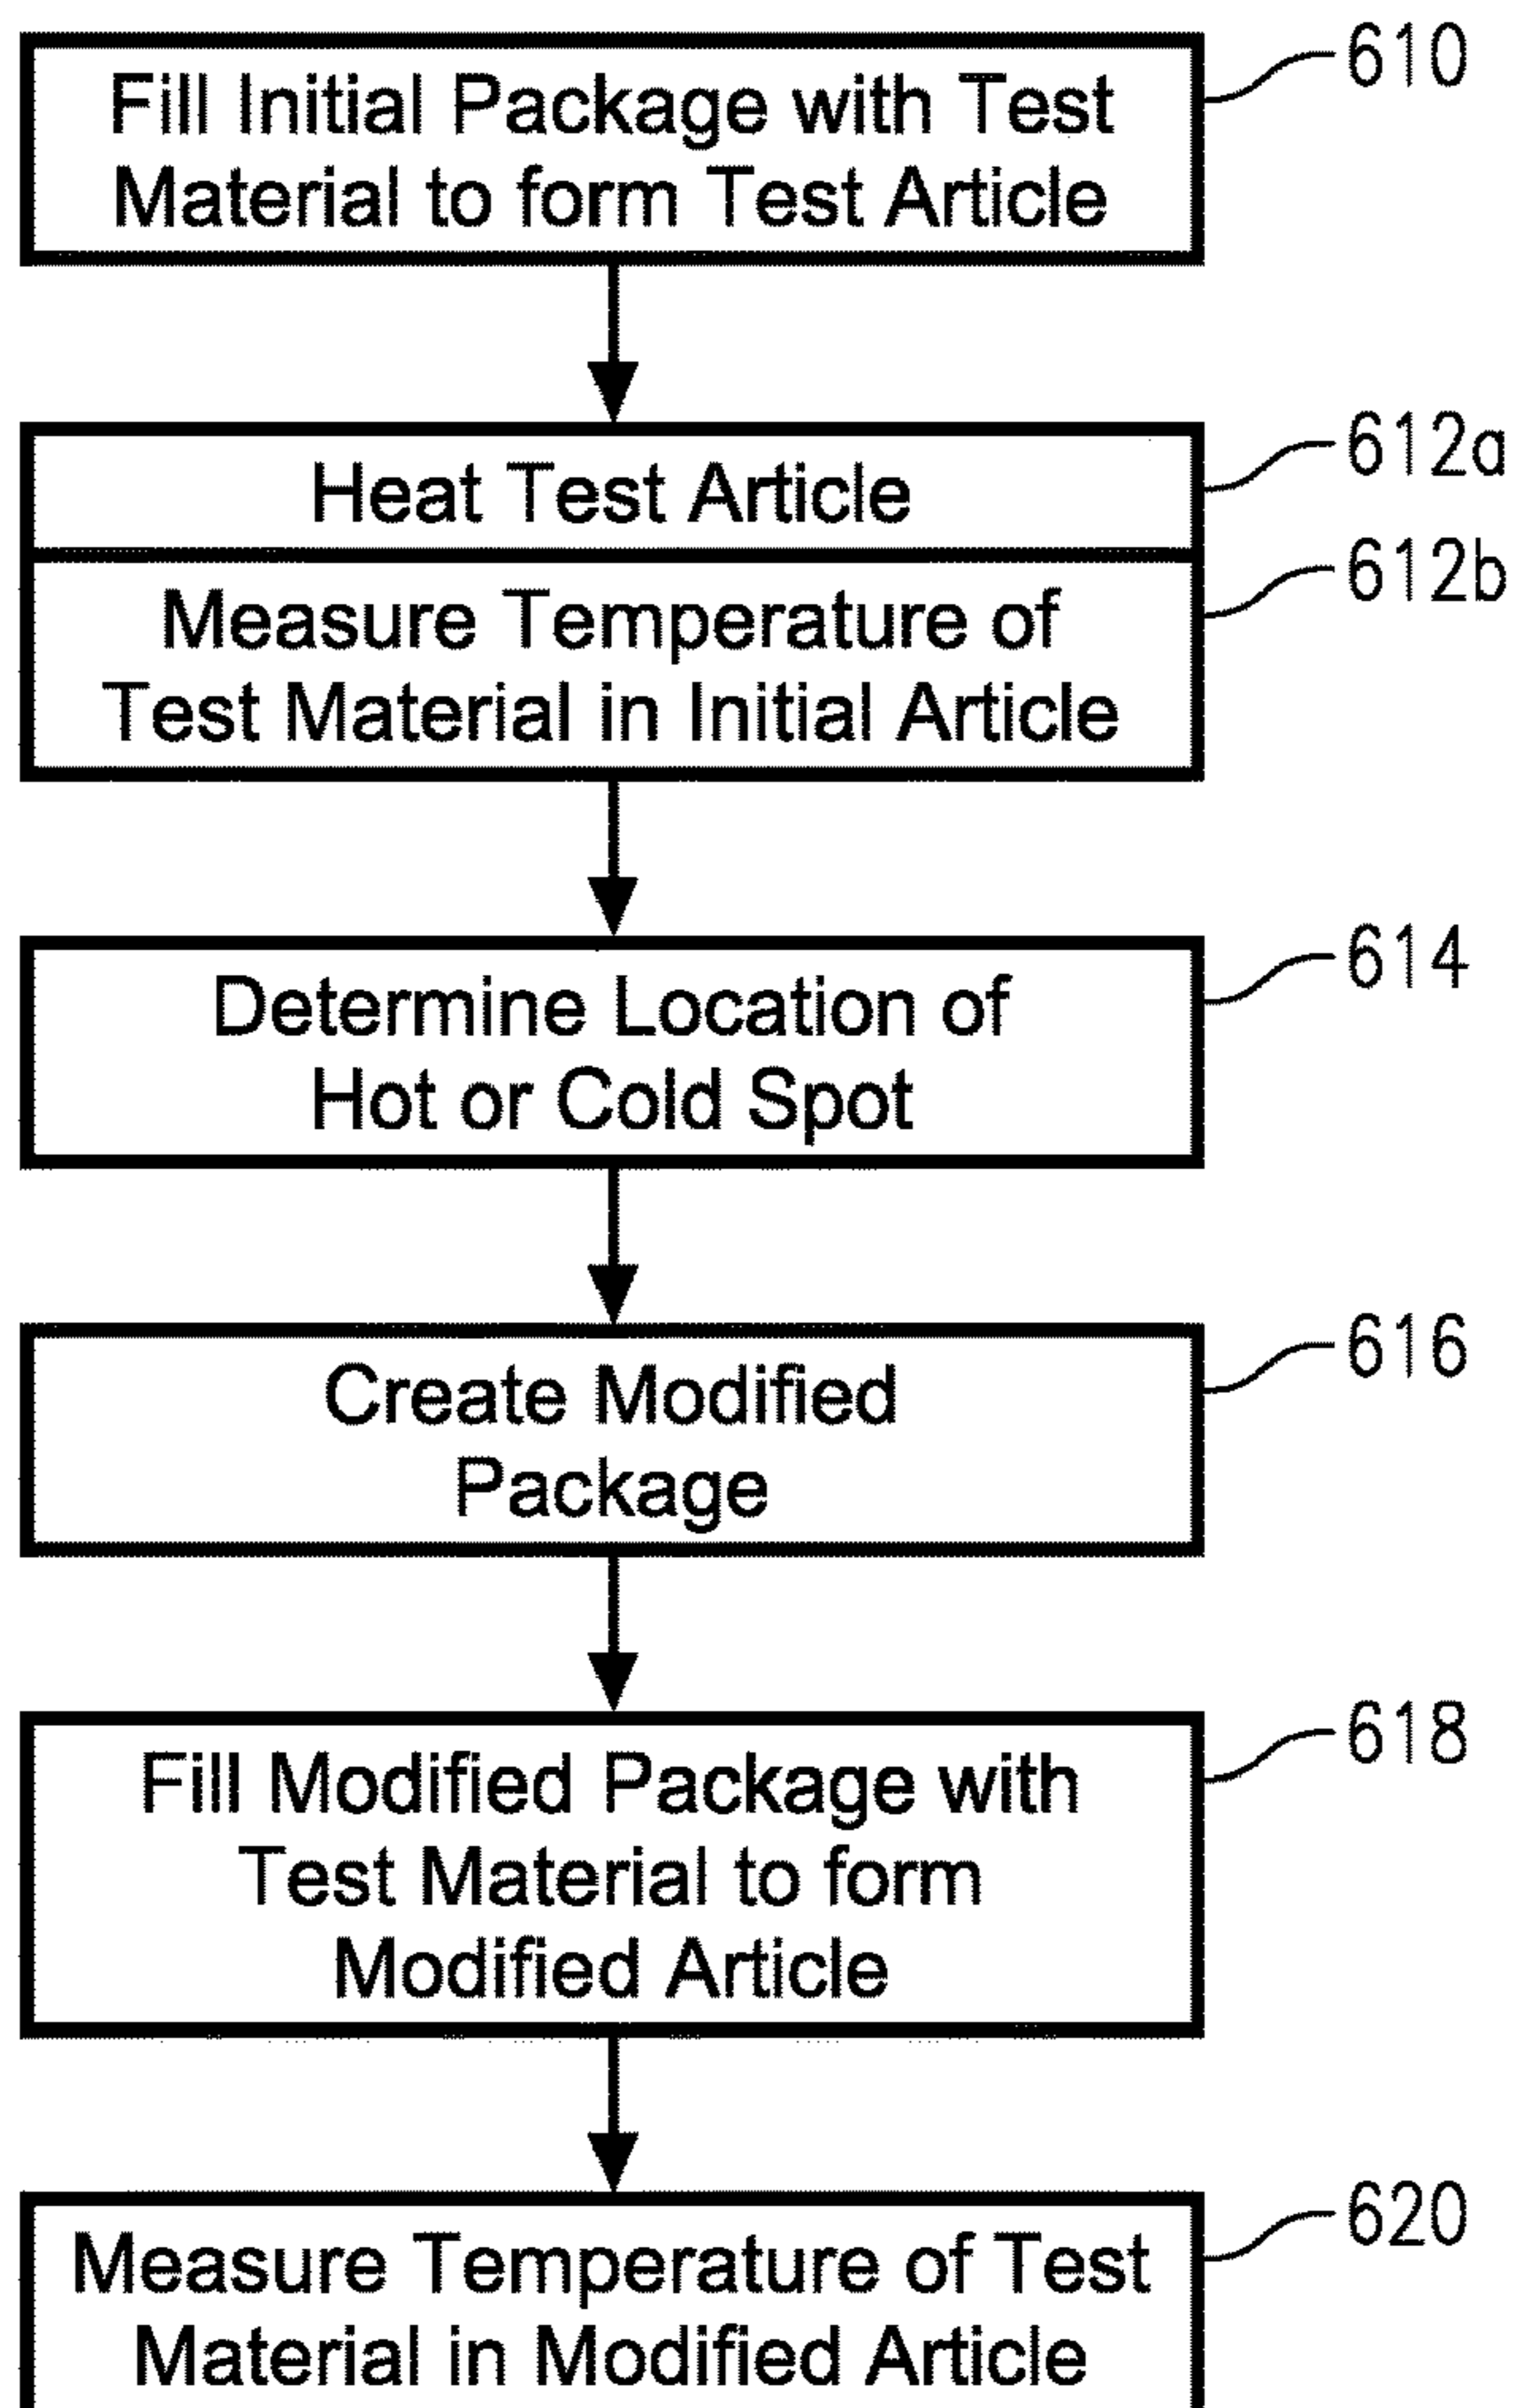 Fill Initial Package with Test
Material to form Test Article
610
Heat Test Article
612a
Measure Temperature of
Test Material in Initial Article
612b
Determine Location of
Hot or Cold Spot
614
Create Modified
Package
616
Fill Modified Package with
Test Material to form
Modified Article
618
Measure Temperature of Test
Material in Modified Article
620